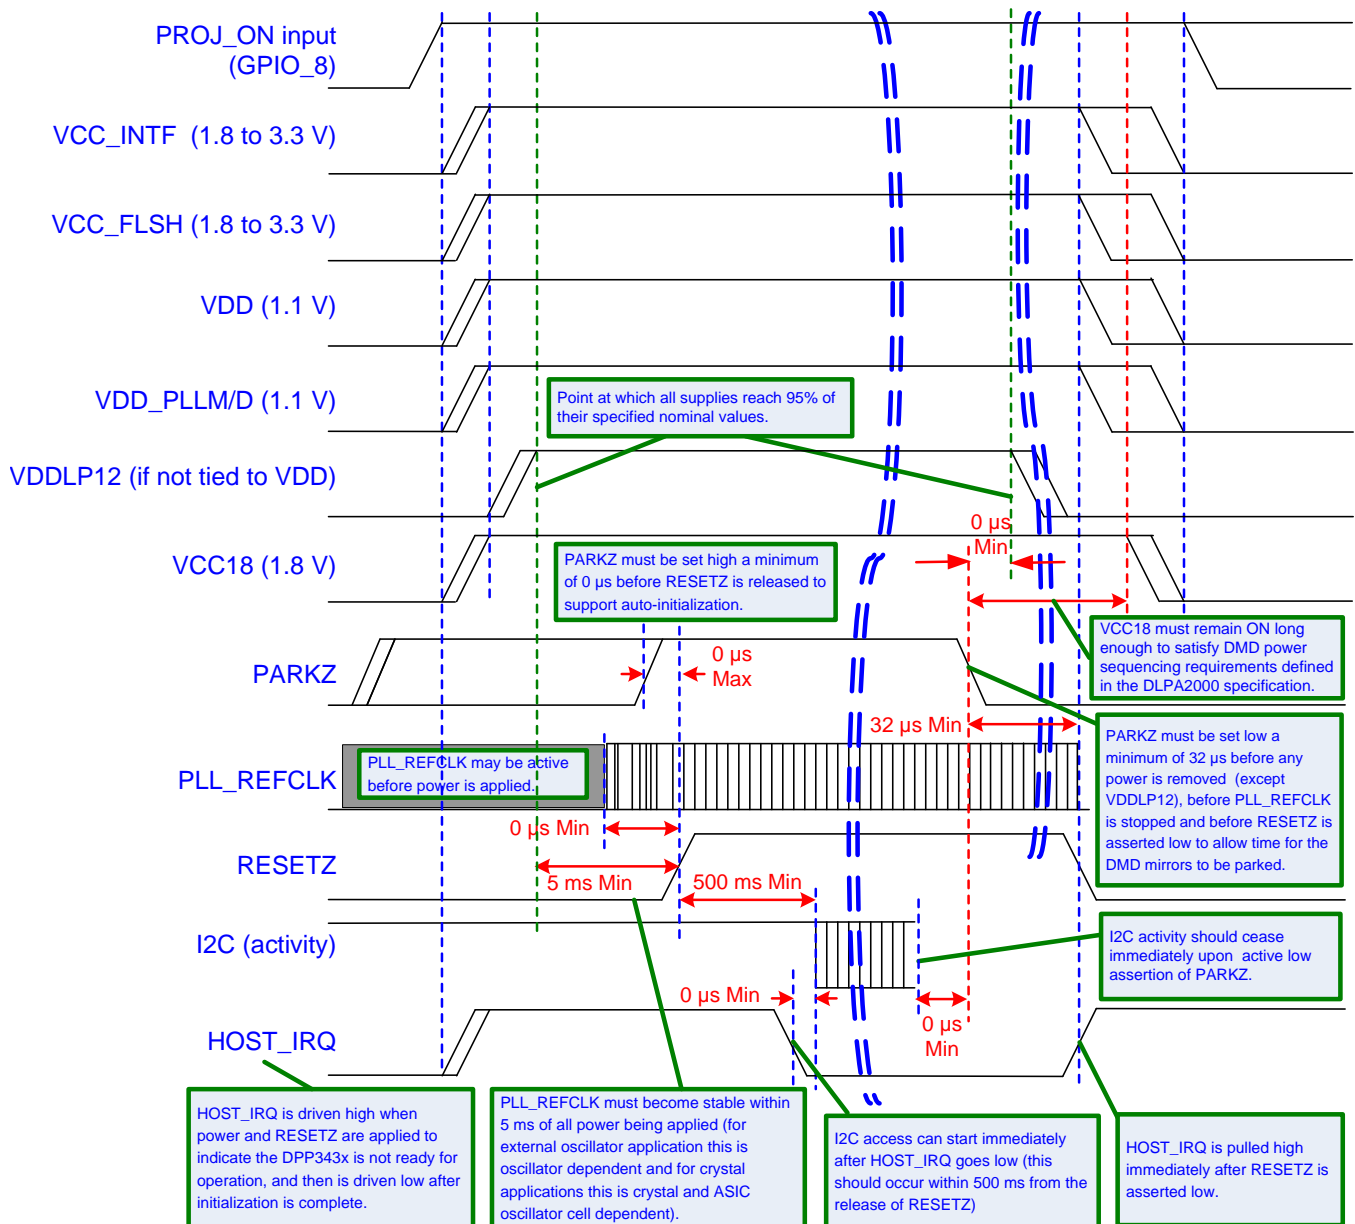 PROJ_ON input
(GPIO_8)
VCC_INTF (1.8 to 3.3 V)
VCC_FLSH (1.8 to 3.3 V)
VDD (1.1 V)
VDD_PLLM/D (1.1 V)
Point at which all supplies reach 95% of
their specified nominal values.
VDDLP12 (if not tied to VDD)
0 µs
Min
VCC18 (1.8 V)
PARKZ must be set high a minimum
of 0 µs before RESETZ is released to
support auto-initialization.
VCC18 must remain ON long
enough to satisfy DMD power
sequencing requirements defined
in the DLPA2000 specification.
PARKZ
0 µs
Max
32 µs Min
PARKZ must be set low a
minimum of 32 µs before any
power is removed (except
VDDLP12), before PLL_REFCLK
is stopped and before RESETZ is
asserted low to allow time for the
DMD mirrors to be parked.
PLL_REFCLK
PLL_REFCLK may be active
before power is applied.
0 µs Min
RESETZ
5 ms Min
500 ms Min
I2C (activity)
I2C activity should cease
immediately upon active low
assertion of PARKZ.
0 µs Min
0 µs
Min
HOST_IRQ
HOST_IRQ is driven high when
power and RESETZ are applied to
indicate the DPP343x is not ready for
operation, and then is driven low after
initialization is complete.
PLL_REFCLK must become stable within
5 ms of all power being applied (for
external oscillator application this is
oscillator dependent and for crystal
applications this is crystal and ASIC
oscillator cell dependent).
I2C access can start immediately
after HOST_IRQ goes low (this
should occur within 500 ms from the
release of RESETZ)
HOST_IRQ is pulled high
immediately after RESETZ is
asserted low.